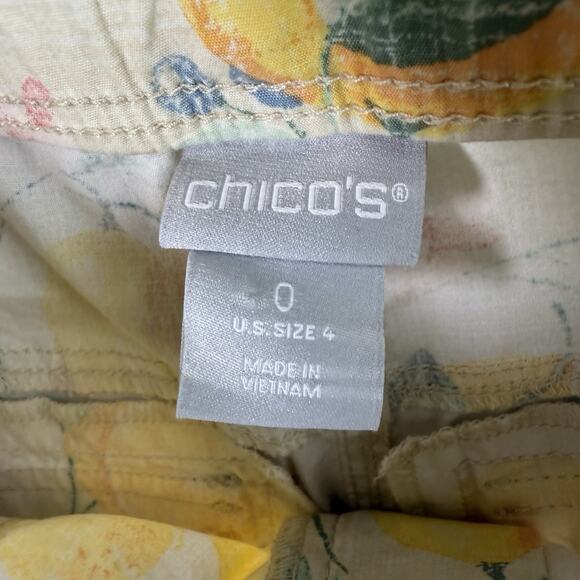 chico's®
0
U.S. SIZE 4
MADE IN
VIETNAM